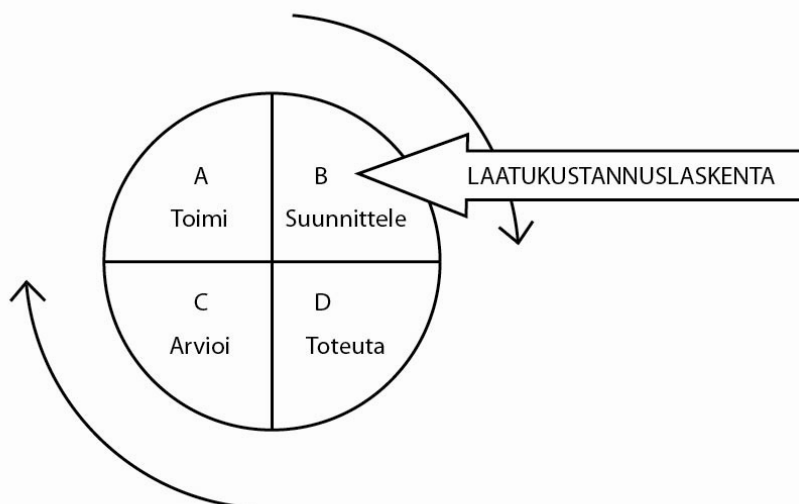 A
Toimi
B
Suunnittele
LAATUKUSTANNUSLASKENTA
C
Arvioi
D
Toteuta